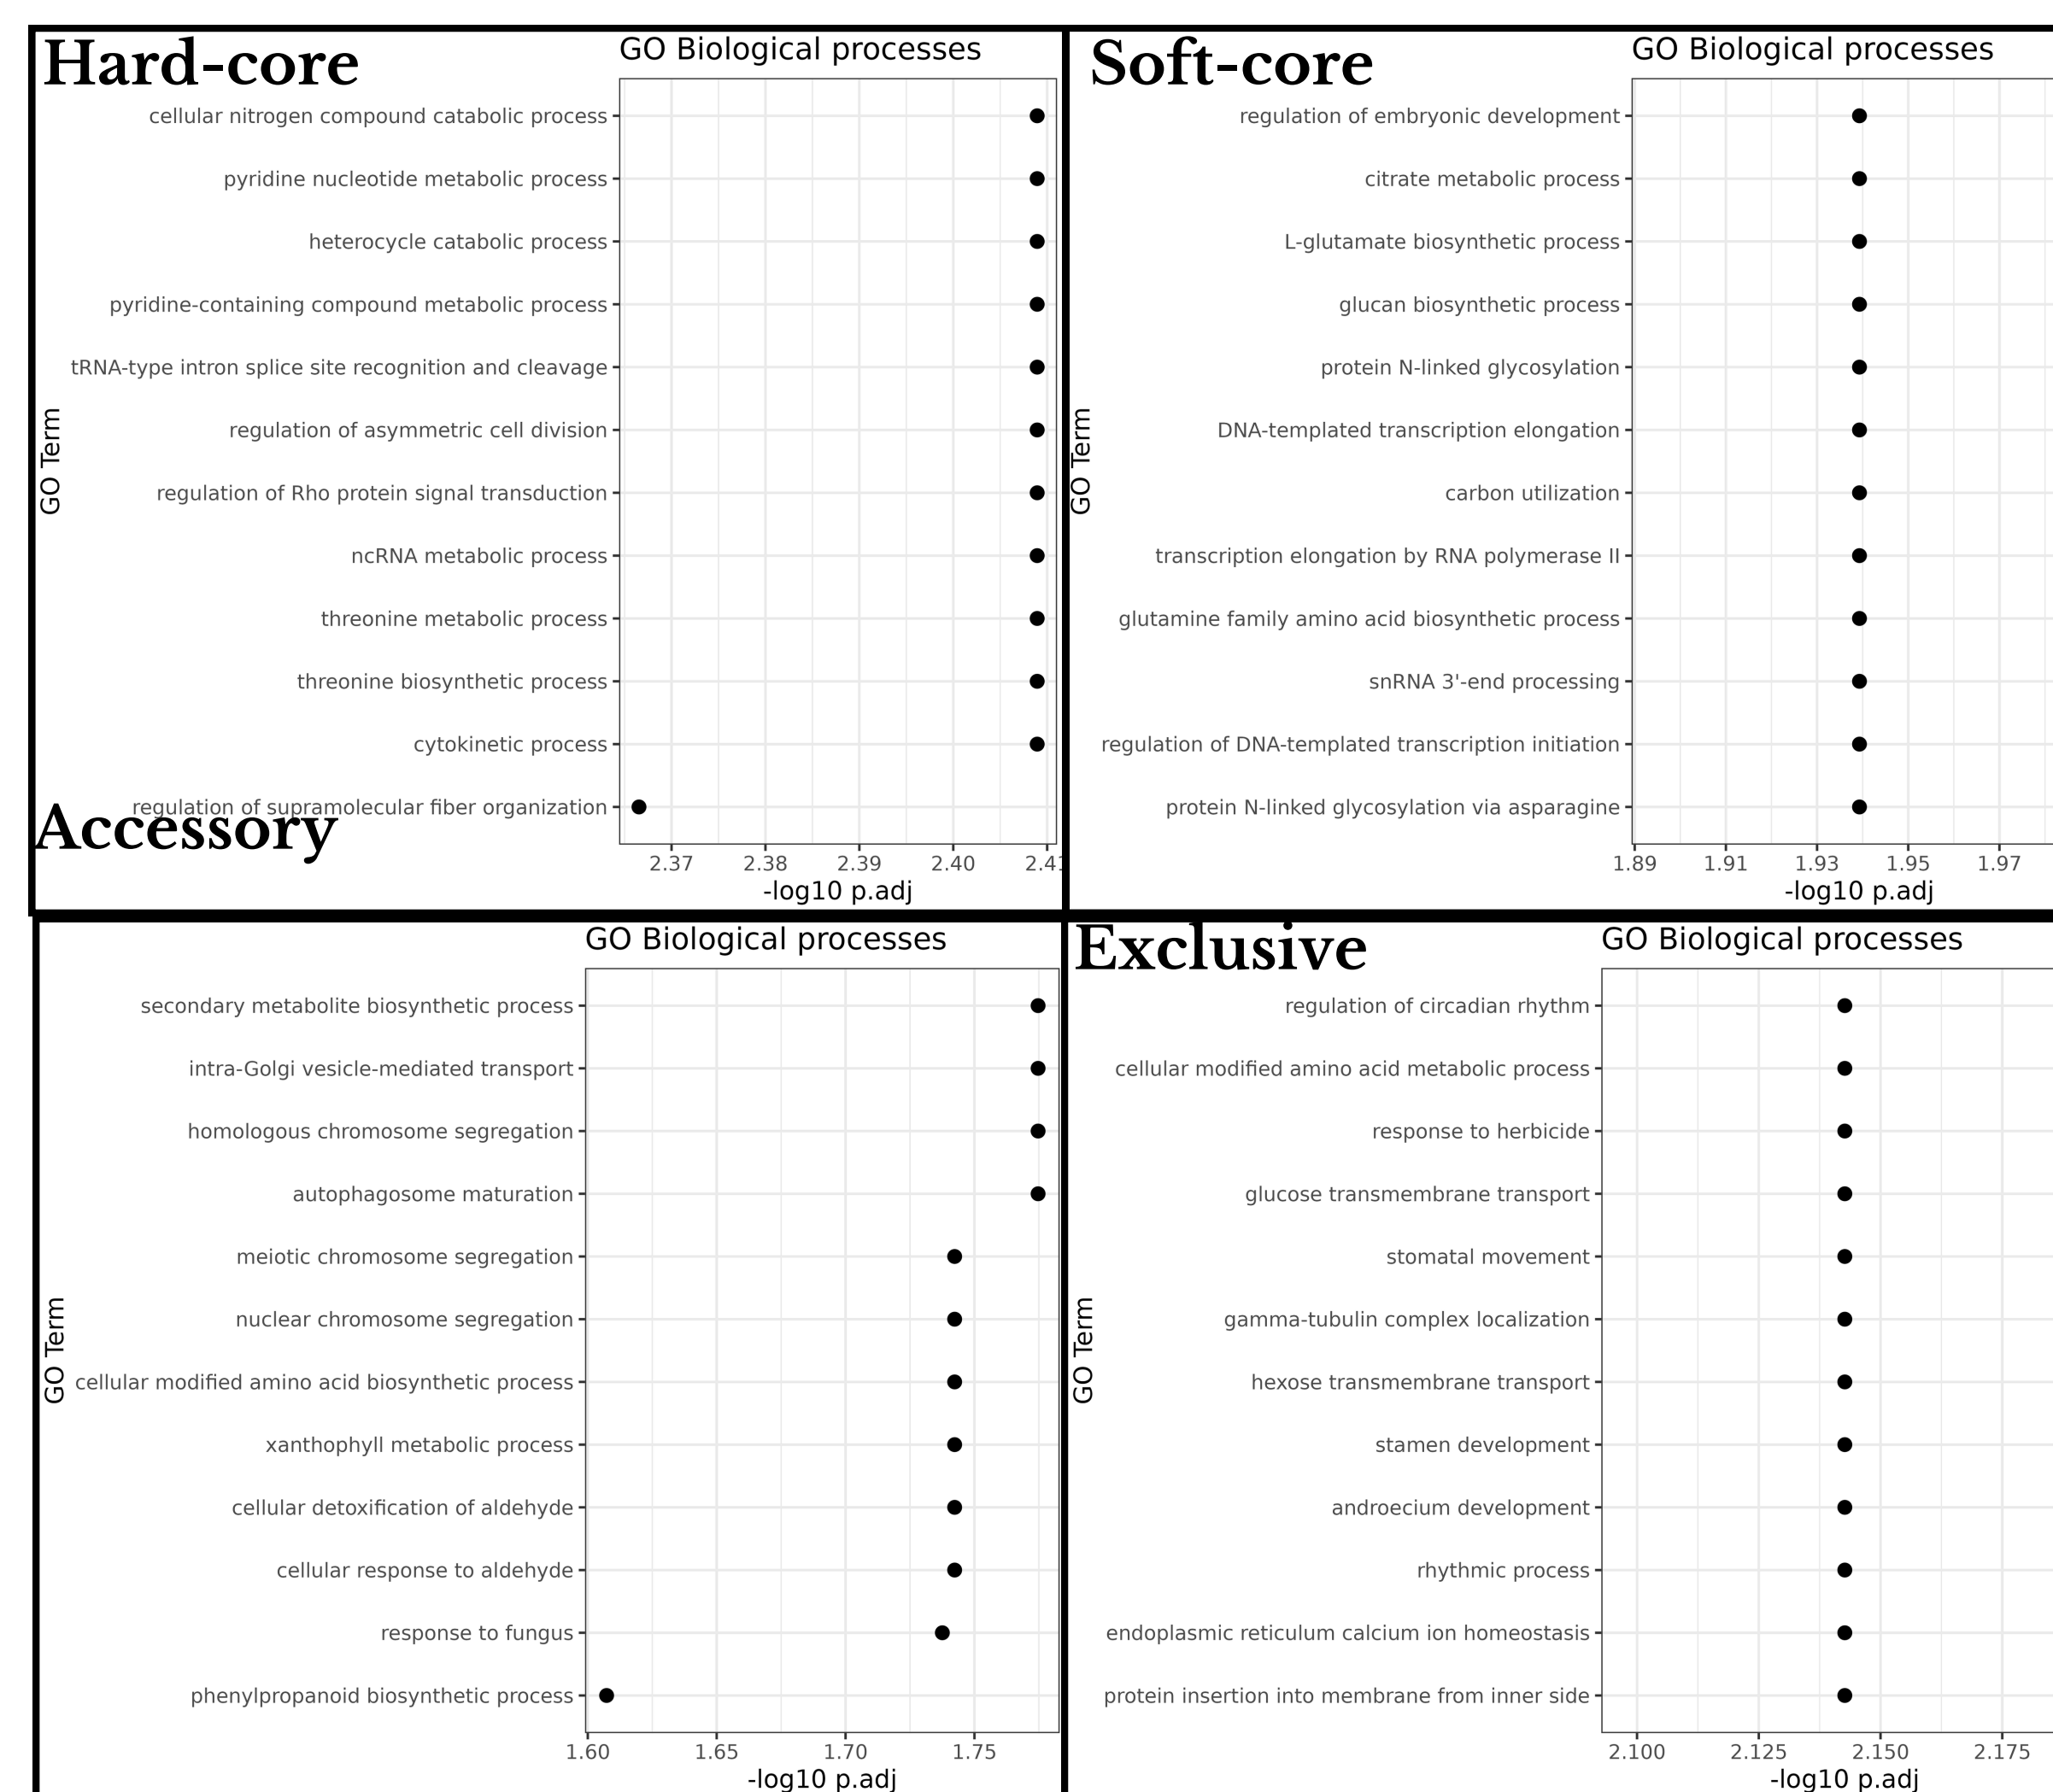 Hard-core
GO Biological processes
cellular nitrogen compound catabolic process
pyridine nucleotide metabolic process
heterocycle catabolic process
pyridine-containing compound metabolic process
tRNA-type intron splice site recognition and cleavage
regulation of asymmetric cell division
regulation of Rho protein signal transduction
ncRNA metabolic process
threonine metabolic process
threonine biosynthetic process
cytokinetic process
regulation of supramolecular fiber organization
GO Term
2.37 2.38 2.39 2.40 2.41
-log10 p.adj
Soft-core
GO Biological processes
regulation of embryonic development
citrate metabolic process
L-glutamate biosynthetic process
glucan biosynthetic process
protein N-linked glycosylation
DNA-templated transcription elongation
carbon utilization
transcription elongation by RNA polymerase II
glutamine family amino acid biosynthetic process
snRNA 3'-end processing
regulation of DNA-templated transcription initiation
protein N-linked glycosylation via asparagine
GO Term
1.89 1.91 1.93 1.95 1.97
-log10 p.adj
Accessory
GO Biological processes
secondary metabolite biosynthetic process
intra-Golgi vesicle-mediated transport
homologous chromosome segregation
autophagosome maturation
meiotic chromosome segregation
nuclear chromosome segregation
cellular modified amino acid biosynthetic process
xanthophyll metabolic process
cellular detoxification of aldehyde
cellular response to aldehyde
response to fungus
phenylpropanoid biosynthetic process
GO Term
1.60 1.65 1.70 1.75
-log10 p.adj
Exclusive
GO Biological processes
regulation of circadian rhythm
cellular modified amino acid metabolic process
response to herbicide
glucose transmembrane transport
stomatal movement
gamma-tubulin complex localization
hexose transmembrane transport
stamen development
androecium development
rhythmic process
endoplasmic reticulum calcium ion homeostasis
protein insertion into membrane from inner side
GO Term
2.100 2.125 2.150 2.175
-log10 p.adj